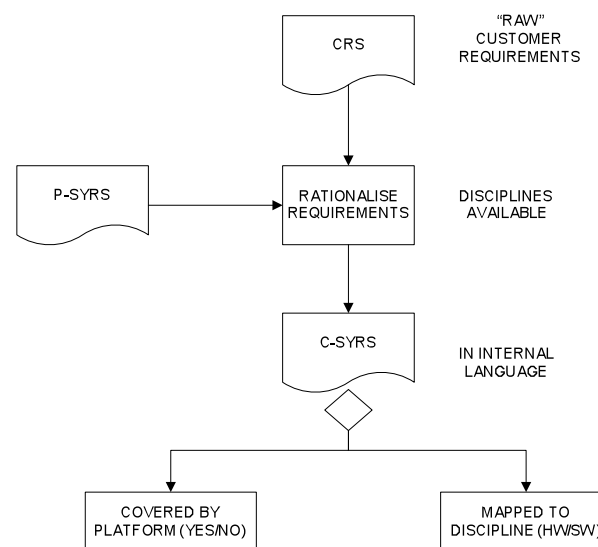 CRS
“RAW”
CUSTOMER
REQUIREMENTS
P-SYRS
RATIONALISE
REQUIREMENTS
DISCIPLINES
AVAILABLE
C-SYRS
IN INTERNAL
LANGUAGE
COVERED BY
PLATFORM (YES/NO)
MAPPED TO
DISCIPLINE (HW/SW)